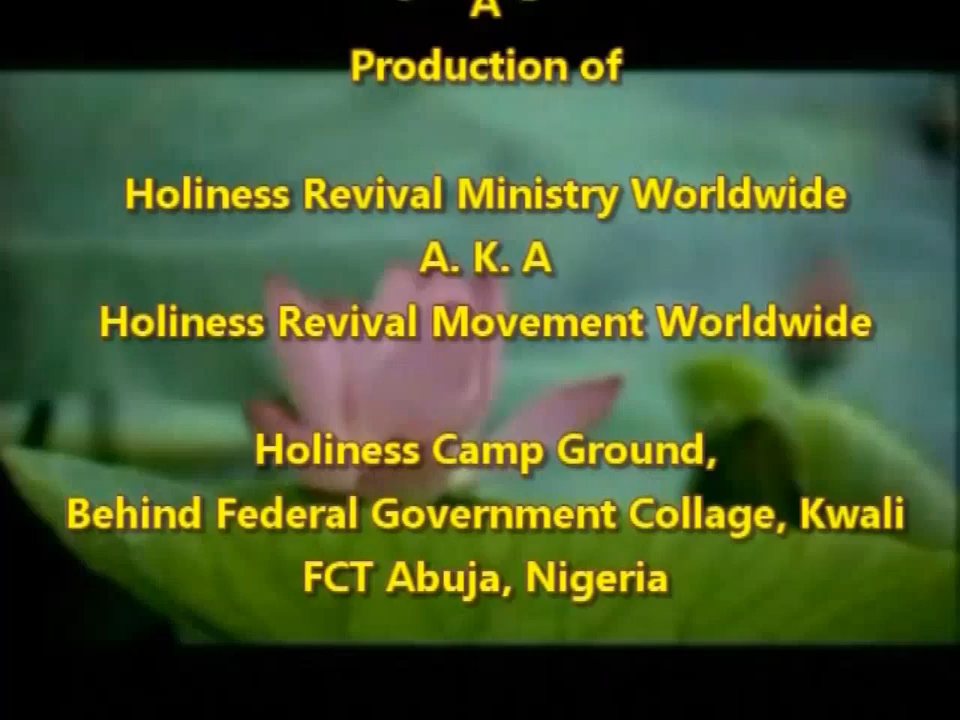 A
Production of
Holiness Revival Ministry Worldwide
A. K. A
Holiness Revival Movement Worldwide
Holiness Camp Ground,
Behind Federal Government Collage, Kwali
FCT Abuja, Nigeria